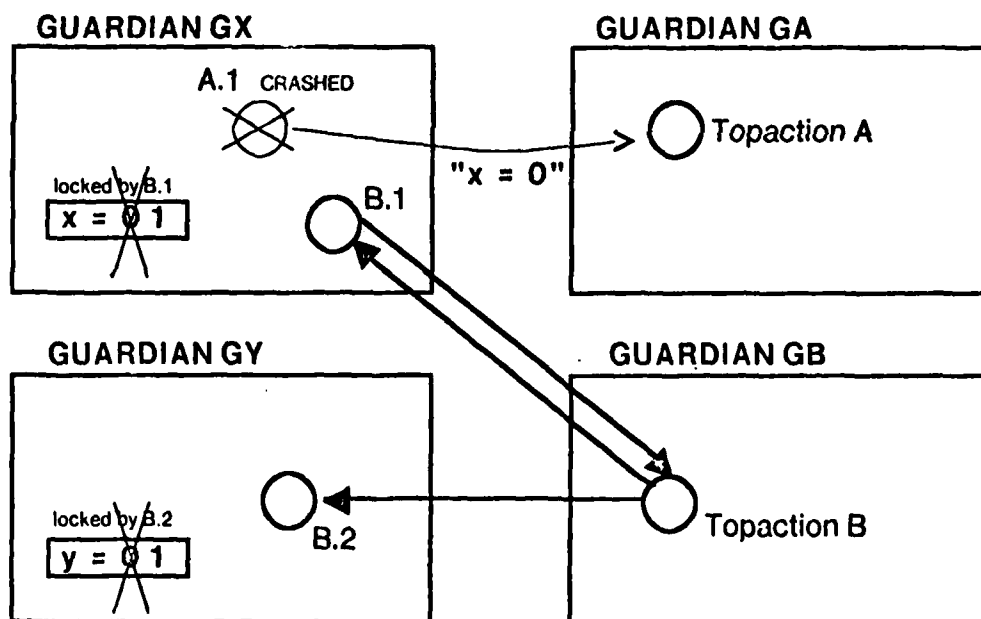 GUARDIAN GX
GUARDIAN GA
A.1 CRASHED
Topaction A
"x = 0"
locked by B.1
x = 0 1
B.1
GUARDIAN GY
GUARDIAN GB
locked by B.2
y = 0 1
B.2
Topaction B